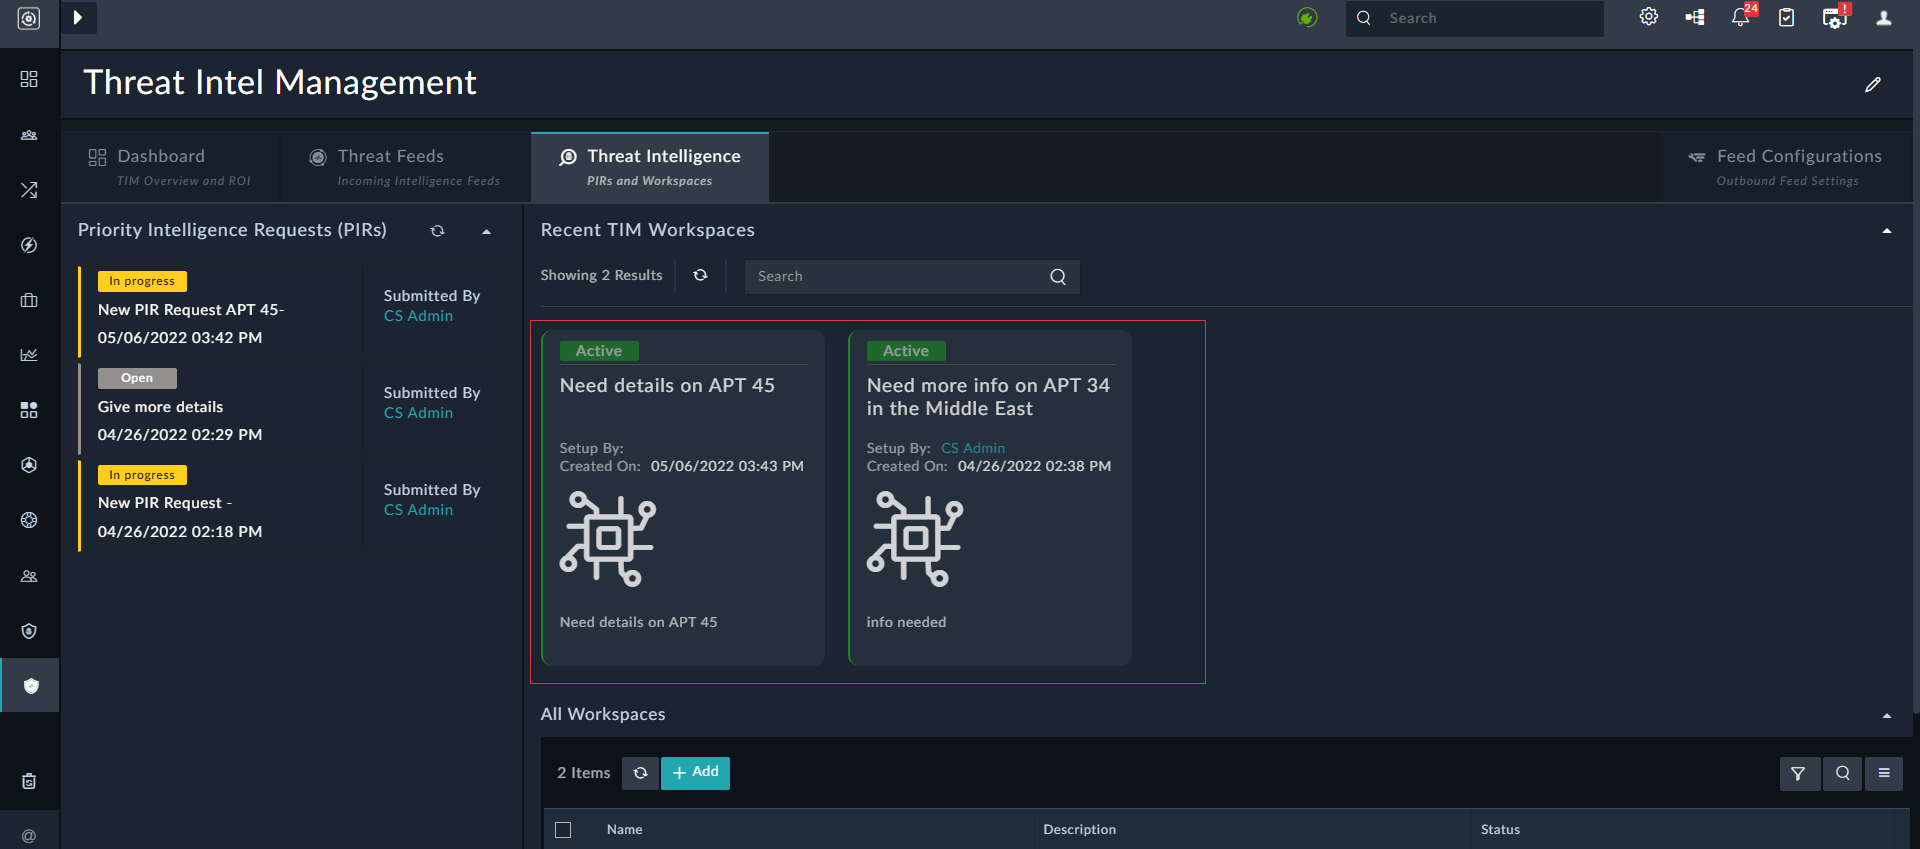 Search
24
!
Threat Intel Management
Dashboard
TIM Overview and ROI
Threat Feeds
Incoming Intelligence Feeds
Threat Intelligence
PIRs and Workspaces
Feed Configurations
Outbound Feed Settings
Priority Intelligence Requests (PIRs)
In progress
New PIR Request APT 45-
05/06/2022 03:42 PM
Submitted By
CS Admin
Open
Give more details
04/26/2022 02:29 PM
Submitted By
CS Admin
In progress
New PIR Request -
04/26/2022 02:18 PM
Submitted By
CS Admin
Recent TIM Workspaces
Showing 2 Results
Search
Active
Need details on APT 45
Setup By:
Created On: 05/06/2022 03:43 PM
Need details on APT 45
Active
Need more info on APT 34
in the Middle East
Setup By: CS Admin
Created On: 04/26/2022 02:38 PM
info needed
All Workspaces
2 Items
+ Add
Name
Description
Status
@